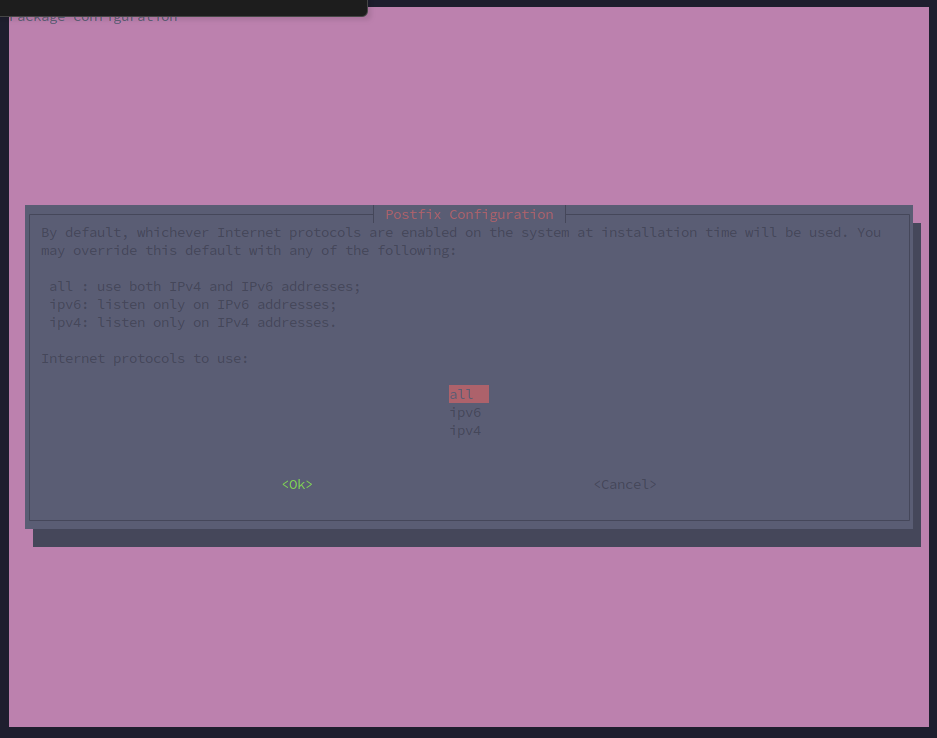 Package Configuration
Postfix Configuration
By default, whichever Internet protocols are enabled on the system at installation time will be used. You
may override this default with any of the following:
all : use both IPv4 and IPv6 addresses;
ipv6: listen only on IPv6 addresses;
ipv4: listen only on IPv4 addresses.
Internet protocols to use:
all
ipv6
ipv4
<Ok> <Cancel>